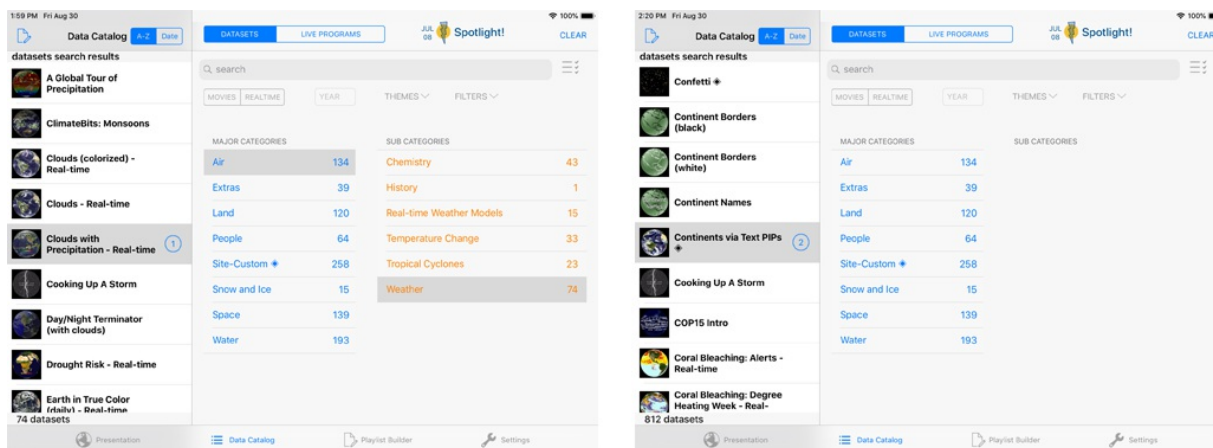 1:59 PM Fri Aug 30
100%
Data Catalog
A-Z
Date
DATASETS
LIVE PROGRAMS
JUL
08
Spotlight!
CLEAR
datasets search results
A Global Tour of
Precipitation
ClimateBits: Monsoons
Clouds (colorized) -
Real-time
Clouds - Real-time
Clouds with
Precipitation - Real-time
1
Cooking Up A Storm
Day/Night Terminator
(with clouds)
Drought Risk - Real-time
Earth in True Color
(daily) - Real-time
74 datasets
search
MOVIES
REALTIME
YEAR
THEMES
FILTERS
MAJOR CATEGORIES
Air 134
Extras 39
Land 120
People 64
Site-Custom 258
Snow and Ice 15
Space 139
Water 193
SUB CATEGORIES
Chemistry 43
History 1
Real-time Weather Models 15
Temperature Change 33
Tropical Cyclones 23
Weather 74
Presentation
Data Catalog
Playlist Builder
Settings
2:20 PM Fri Aug 30
100%
Data Catalog
A-Z
Date
DATASETS
LIVE PROGRAMS
JUL
08
Spotlight!
CLEAR
datasets search results
Confetti
Continent Borders
(black)
Continent Borders
(white)
Continent Names
Continents via Text PIPs
2
Cooking Up A Storm
COP15 Intro
Coral Bleaching: Alerts -
Real-time
Coral Bleaching: Degree
Heating Week - Real-
812 datasets
search
MOVIES
REALTIME
YEAR
THEMES
FILTERS
MAJOR CATEGORIES
Air 134
Extras 39
Land 120
People 64
Site-Custom 258
Snow and Ice 15
Space 139
Water 193
SUB CATEGORIES
Presentation
Data Catalog
Playlist Builder
Settings